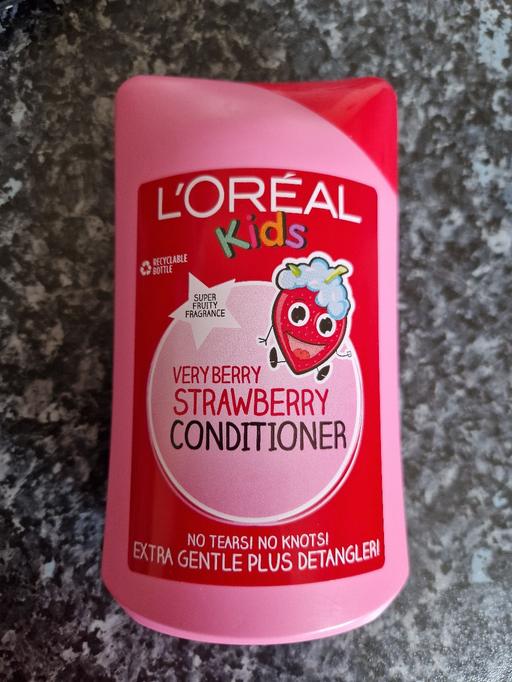 L'ORÉAL
Kids
RECYCLABLE
BOTTLE
SUPER
FRUITY
FRAGRANCE
VERY BERRY
STRAWBERRY
CONDITIONER
NO TEARS! NO KNOTS!
EXTRA GENTLE PLUS DETANGLER!